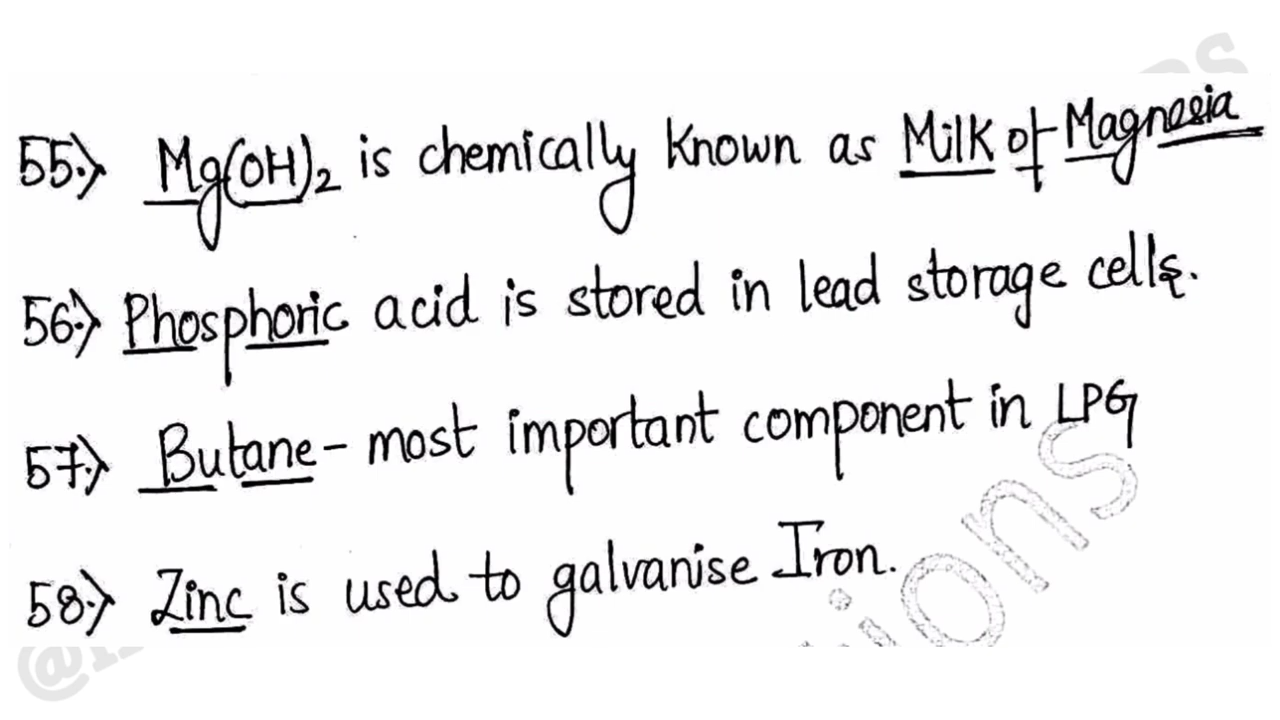 55.) Mg(OH)2 is chemically known as Milk of Magnesia
56.) Phosphoric acid is stored in lead storage cells.
57.) Butane - most important component in LPG
58.) Zinc is used to galvanise Iron.